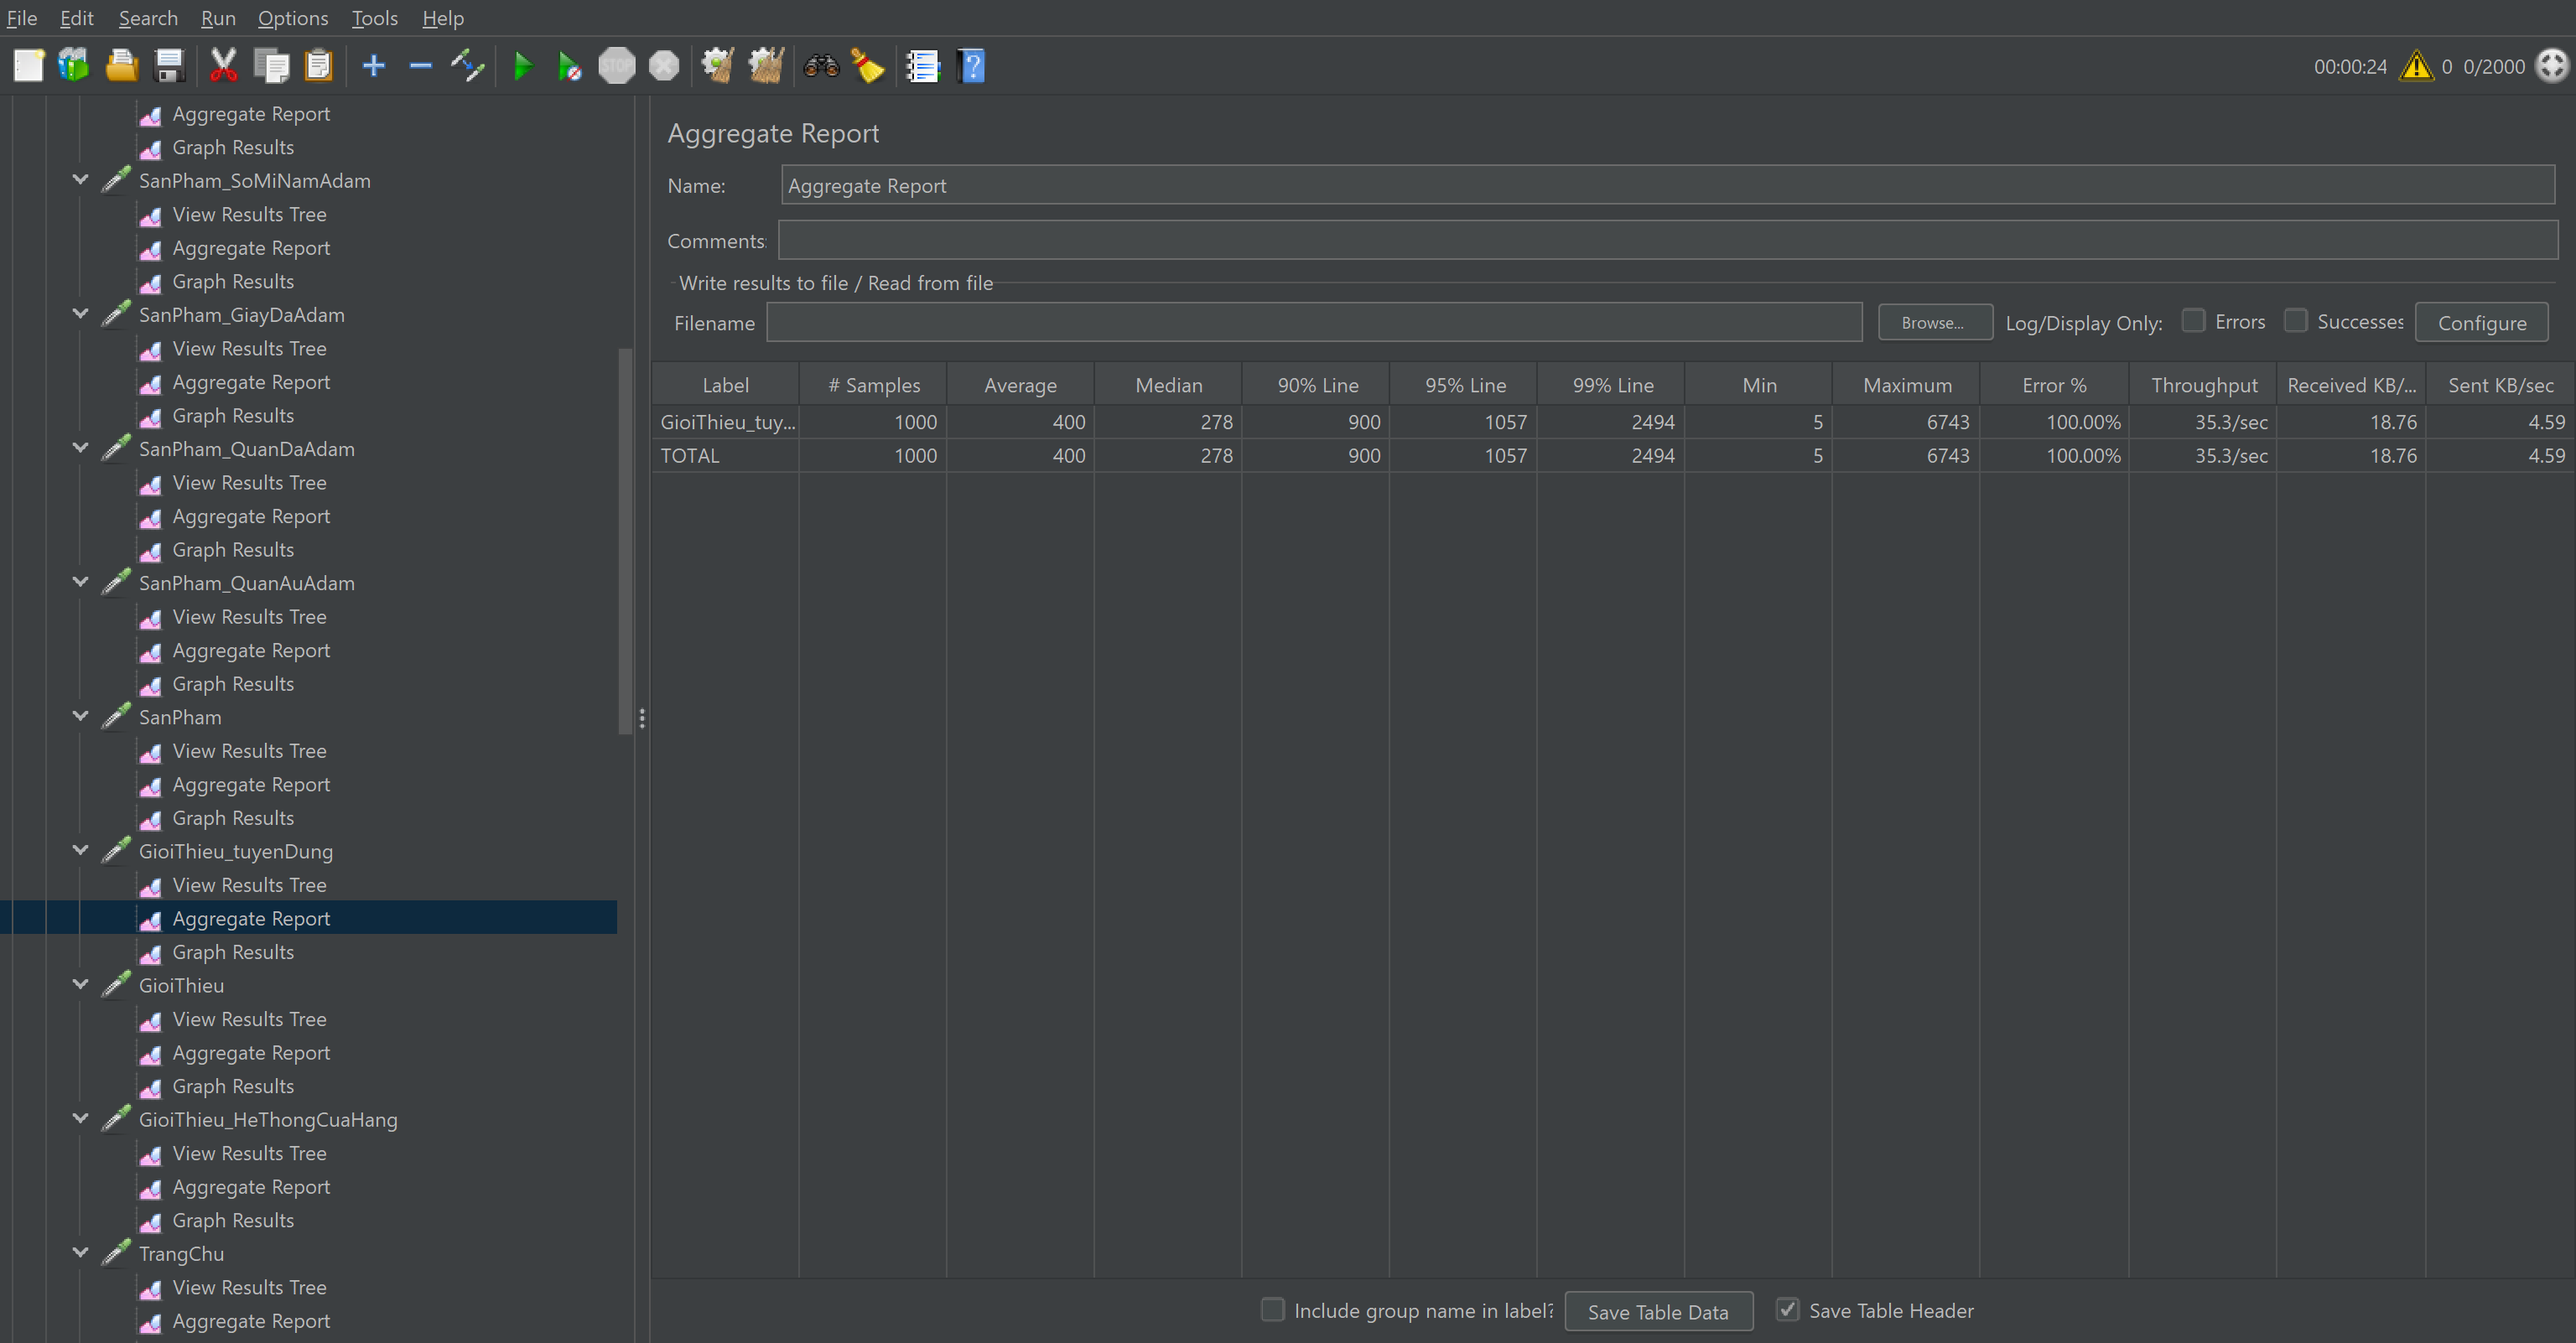 File Edit Search Run Options Tools Help
STOP
00:00:24 0 0/2000
Aggregate Report
Graph Results
SanPham_SoMiNamAdam
View Results Tree
Aggregate Report
Graph Results
SanPham_GiayDaAdam
View Results Tree
Aggregate Report
Graph Results
SanPham_QuanDaAdam
View Results Tree
Aggregate Report
Graph Results
SanPham_QuanAuAdam
View Results Tree
Aggregate Report
Graph Results
SanPham
View Results Tree
Aggregate Report
Graph Results
GioiThieu_tuyenDung
View Results Tree
Aggregate Report
Graph Results
GioiThieu
View Results Tree
Aggregate Report
Graph Results
GioiThieu_HeThongCuaHang
View Results Tree
Aggregate Report
Graph Results
TrangChu
View Results Tree
Aggregate Report
Aggregate Report
Name: Aggregate Report
Comments:
Write results to file / Read from file
Filename Browse... Log/Display Only: Errors Successes Configure
Label # Samples Average Median 90% Line 95% Line 99% Line Min Maximum Error % Throughput Received KB/... Sent KB/sec
GioiThieu_tuy... 1000 400 278 900 1057 2494 5 6743 100.00% 35.3/sec 18.76 4.59
TOTAL 1000 400 278 900 1057 2494 5 6743 100.00% 35.3/sec 18.76 4.59
Include group name in label? Save Table Data Save Table Header